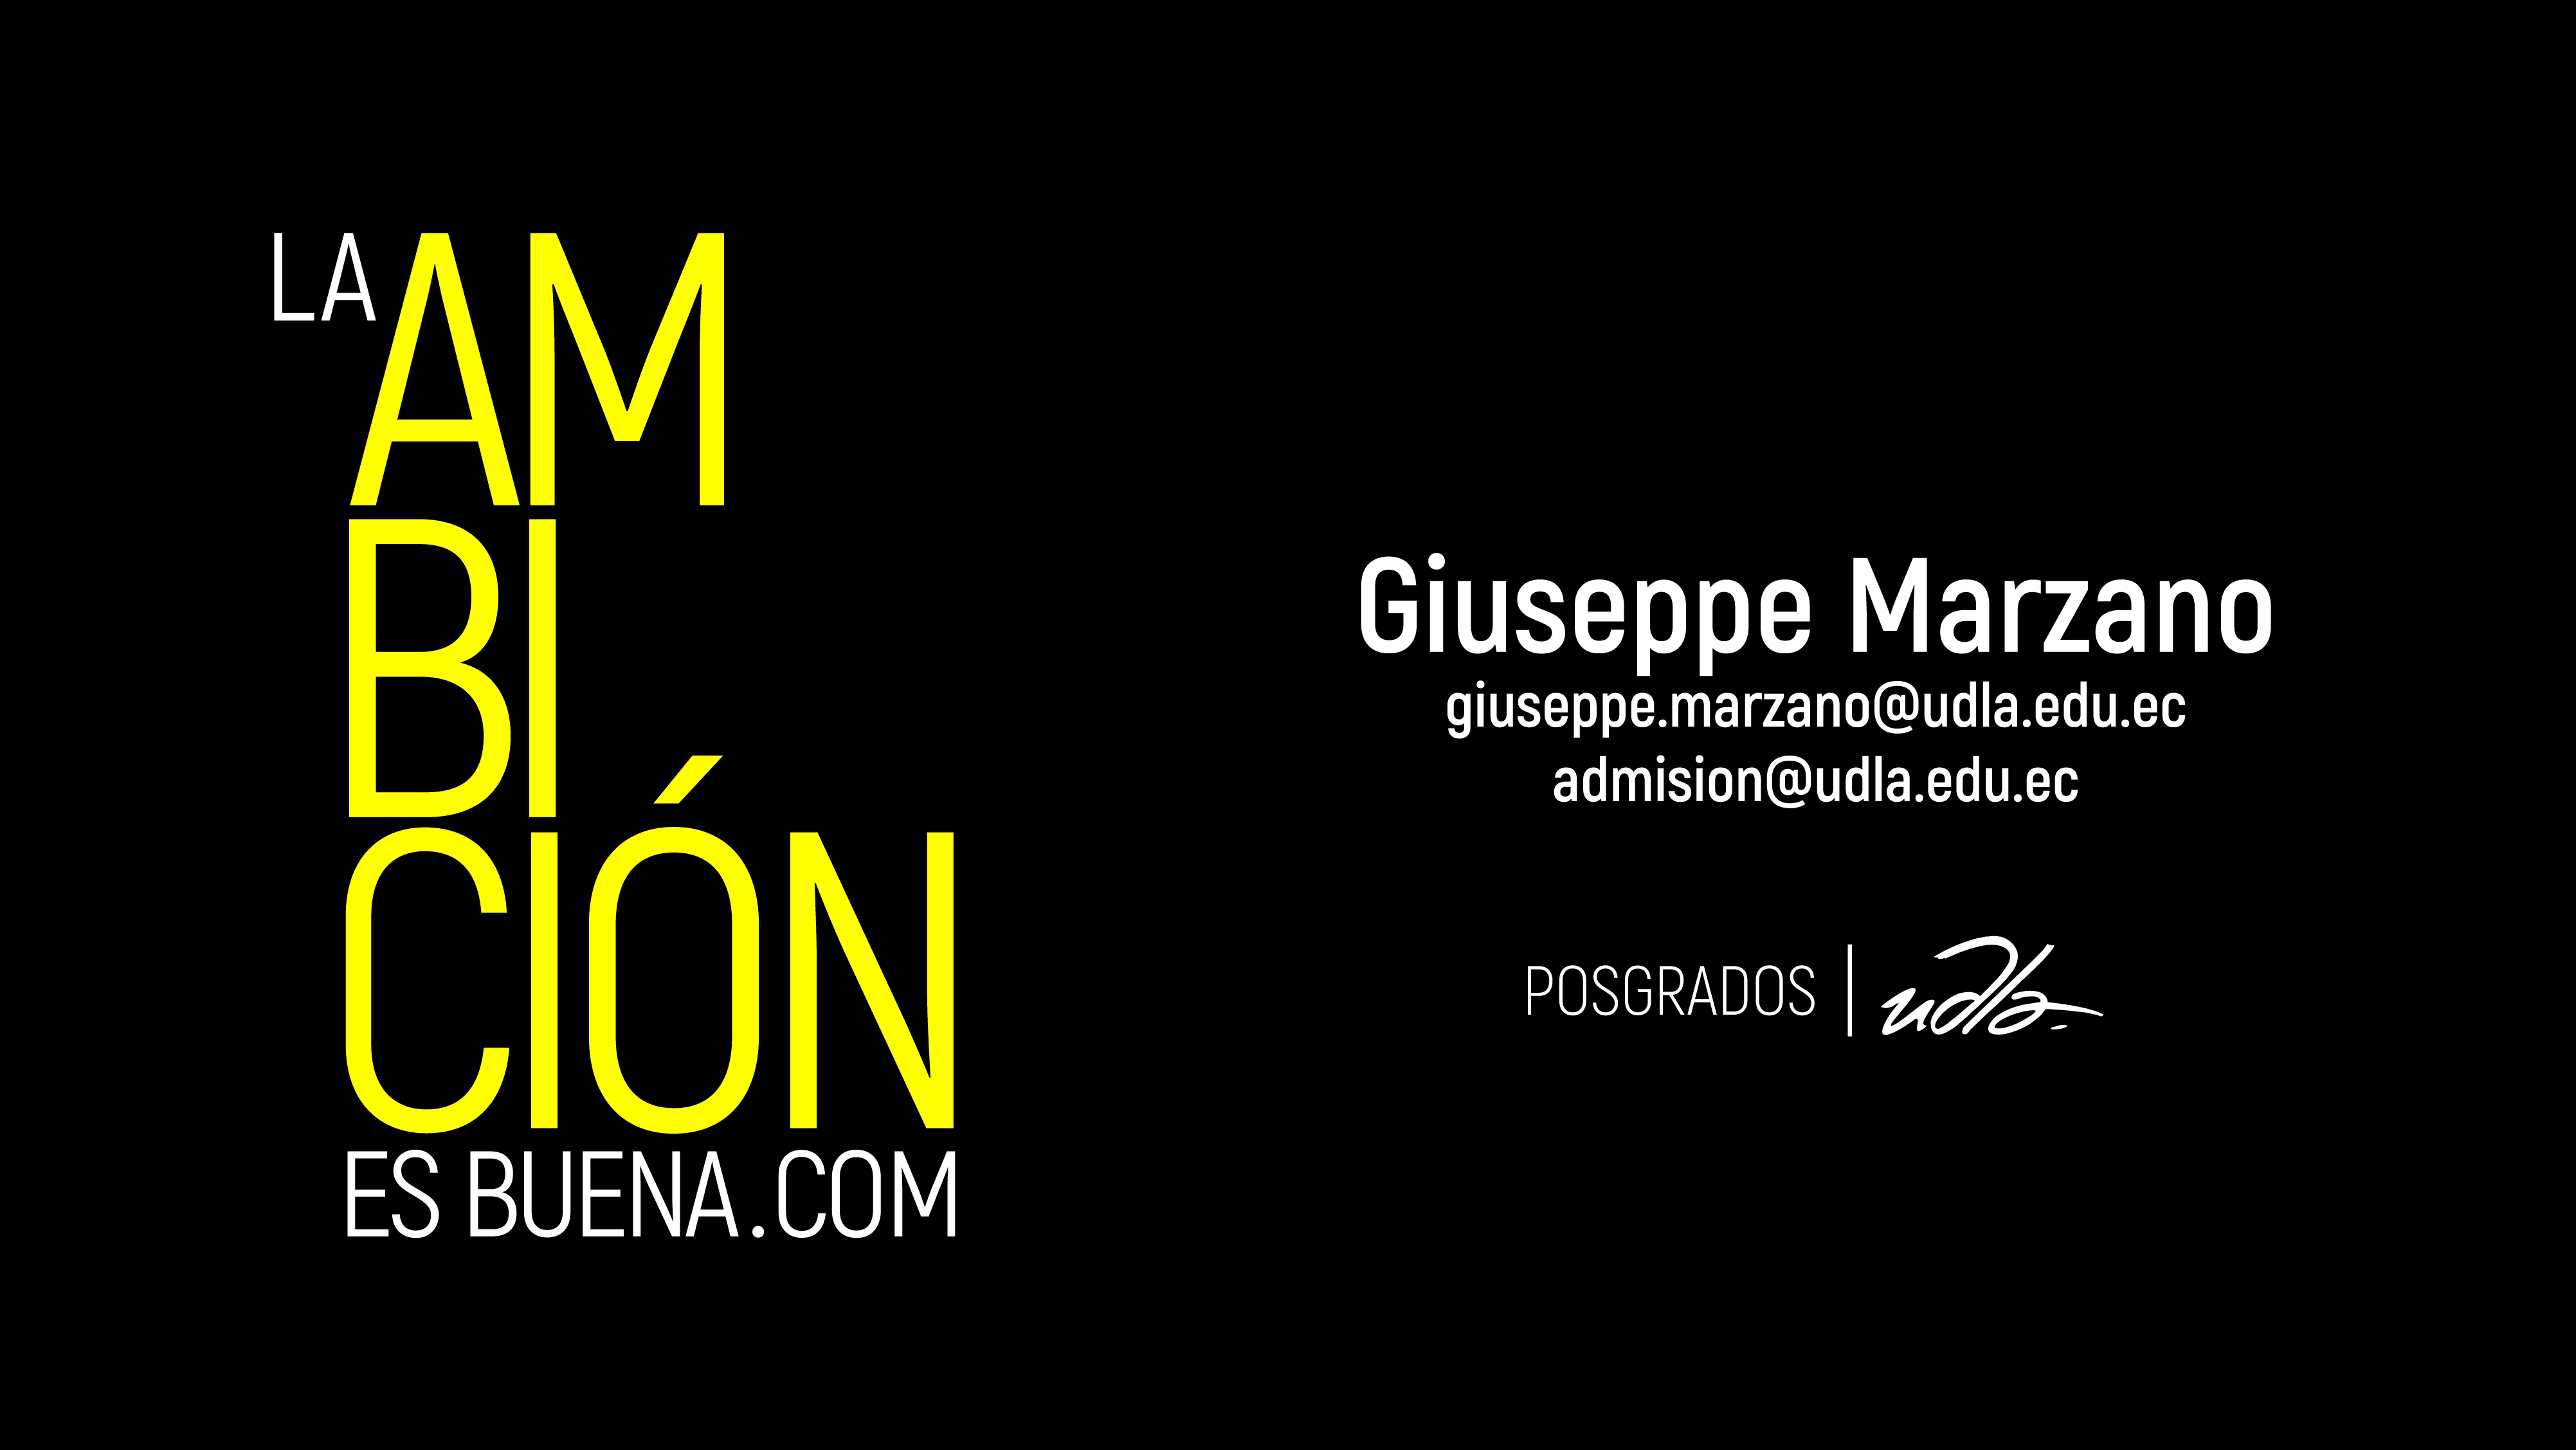 LA
AM
BI
CIÓN
ES BUENA.COM
Giuseppe Marzano
giuseppe.marzano@udla.edu.ec
admision@udla.edu.ec
POSGRADOS | udla